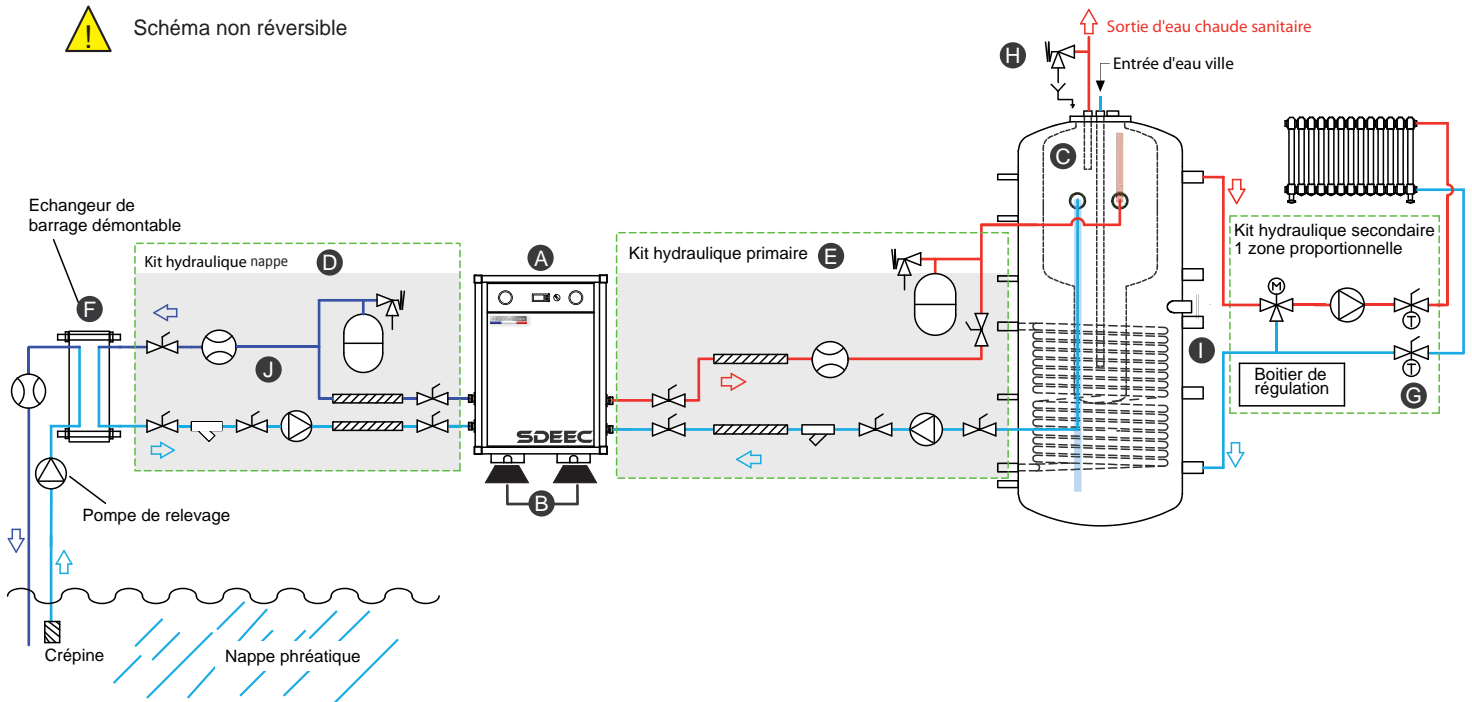 !
Schéma non réversible
H
Sortie d'eau chaude sanitaire
Entrée d'eau ville
C
Echangeur de
barrage démontable
F
Kit hydraulique nappe
D
A
Kit hydraulique primaire
E
Kit hydraulique secondaire
1 zone proportionnelle
M
T
I
J
Boitier de
régulation
T
G
SDEEC
B
Pompe de relevage
Crépine
Nappe phréatique